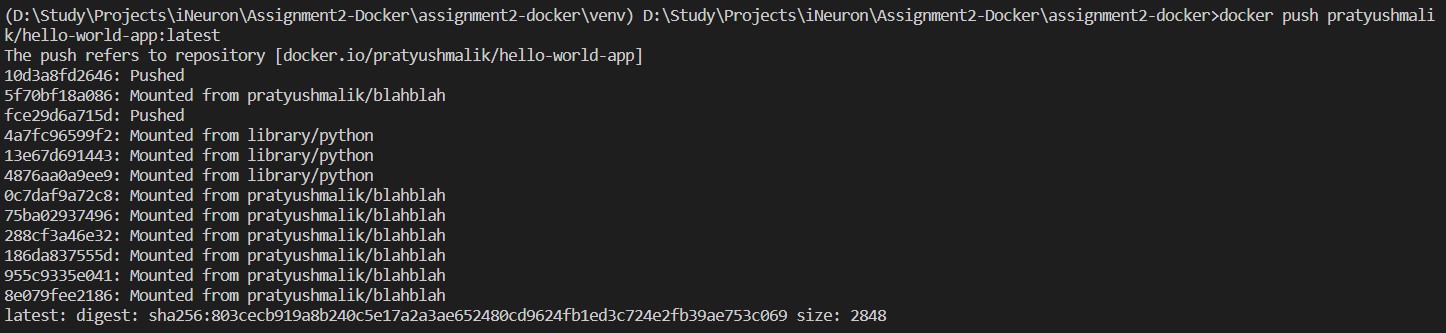 (D:\Study\Projects\iNeuron\Assignment2-Docker\assignment2-docker\venv) D:\Study\Projects\iNeuron\Assignment2-Docker\assignment2-docker>docker push pratyushmali
k/hello-world-app:latest
The push refers to repository [docker.io/pratyushmalik/hello-world-app]
10d3a8fd2646: Pushed
5f70bf18a086: Mounted from pratyushmalik/blahblah
fce29d6a715d: Pushed
4a7fc96599f2: Mounted from library/python
13e67d691443: Mounted from library/python
4876aa0a9ee9: Mounted from library/python
0c7daf9a72c8: Mounted from pratyushmalik/blahblah
75ba02937496: Mounted from pratyushmalik/blahblah
288cf3a46e32: Mounted from pratyushmalik/blahblah
186da837555d: Mounted from pratyushmalik/blahblah
955c9335e041: Mounted from pratyushmalik/blahblah
8e079fee2186: Mounted from pratyushmalik/blahblah
latest: digest: sha256:803cecb919a8b240c5e17a2a3ae652480cd9624fb1ed3c724e2fb39ae753c069 size: 2848